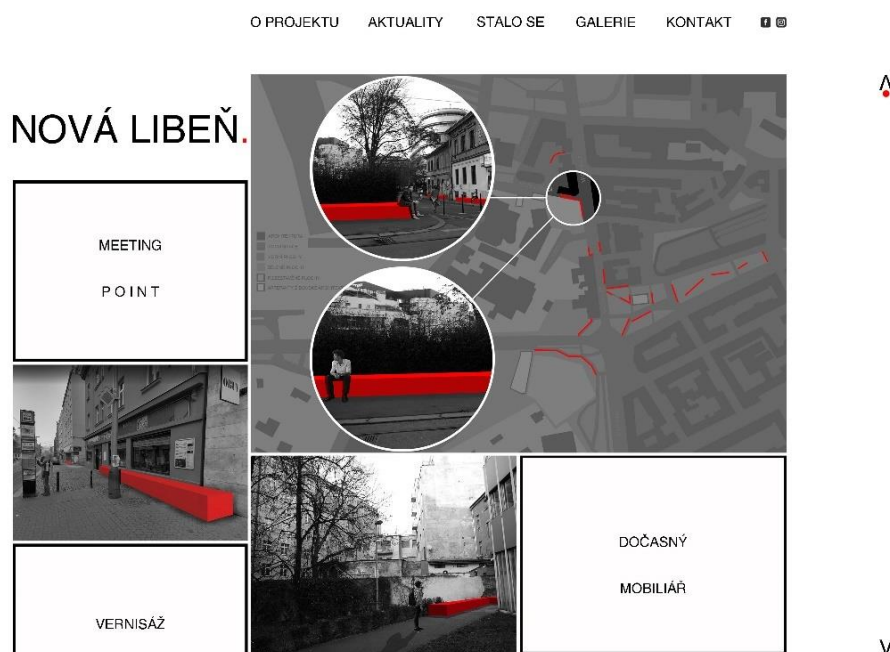 O PROJEKTU AKTUALITY STALO SE GALERIE KONTAKT
NOVÁ LIBEŇ.
MEETING
POINT
VERNISÁŽ
DOČASNÝ
MOBILIÁŘ